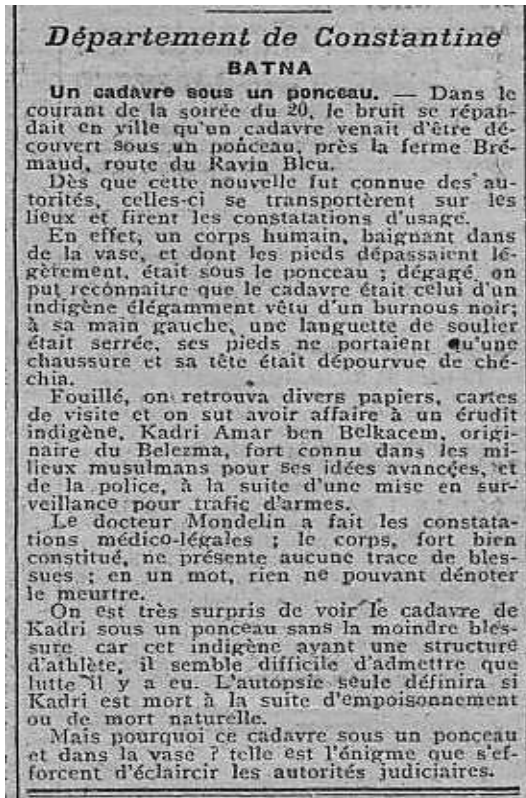 Département de Constantine
BATNA
Un cadavre sous un ponceau. — Dans le
courant de la soirée du 20, le bruit se répan-
dait en ville qu'un cadavre venait d'être dé-
couvert sous un ponceau, près la ferme Bré-
maud, route du Ravin Bleu.
Dès que cette nouvelle fut connue des au-
torités, celles-ci se transportèrent sur les
lieux et firent les constatations d'usage.
En effet, un corps humain, baignant dans
de la vase, et dont les pieds dépassaient lé-
gèrement, était sous le ponceau ; dégagé, on
put reconnaître que le cadavre était celui d'un
indigène élégamment vêtu d'un burnous noir;
à sa main gauche, une languette de soulier
était serrée, ses pieds ne portaient qu'une
chaussure et sa tête était dépourvue de ché-
chia.
Fouillé, on retrouva divers papiers, cartes
de visite et on sut avoir affaire à un érudit
indigène, Kadri Amar ben Belkacem, origi-
naire du Belezma, fort connu dans les mi-
lieux musulmans pour ses idées avancées, et
de la police, à la suite d'une mise en sur-
veillance pour trafic d'armes.
Le docteur Mondelin a fait les constata-
tions médico-légales ; le corps, fort bien
constitué, ne présente aucune trace de bles-
sues ; en un mot, rien ne pouvant dénoter
le meurtre.
On est très surpris de voir le cadavre de
Kadri sous un ponceau sans la moindre bles-
sure car cet indigène ayant une structure
d'athlète, il semble difficile d'admettre que
lutte il y a eu. L'autopsie seule définira si
Kadri est mort à la suite d'empoisonnement
ou de mort naturelle.
Mais pourquoi ce cadavre sous un ponceau
et dans la vase ? telle est l'énigme que s'ef-
forcent d'éclaircir les autorités judiciaires.